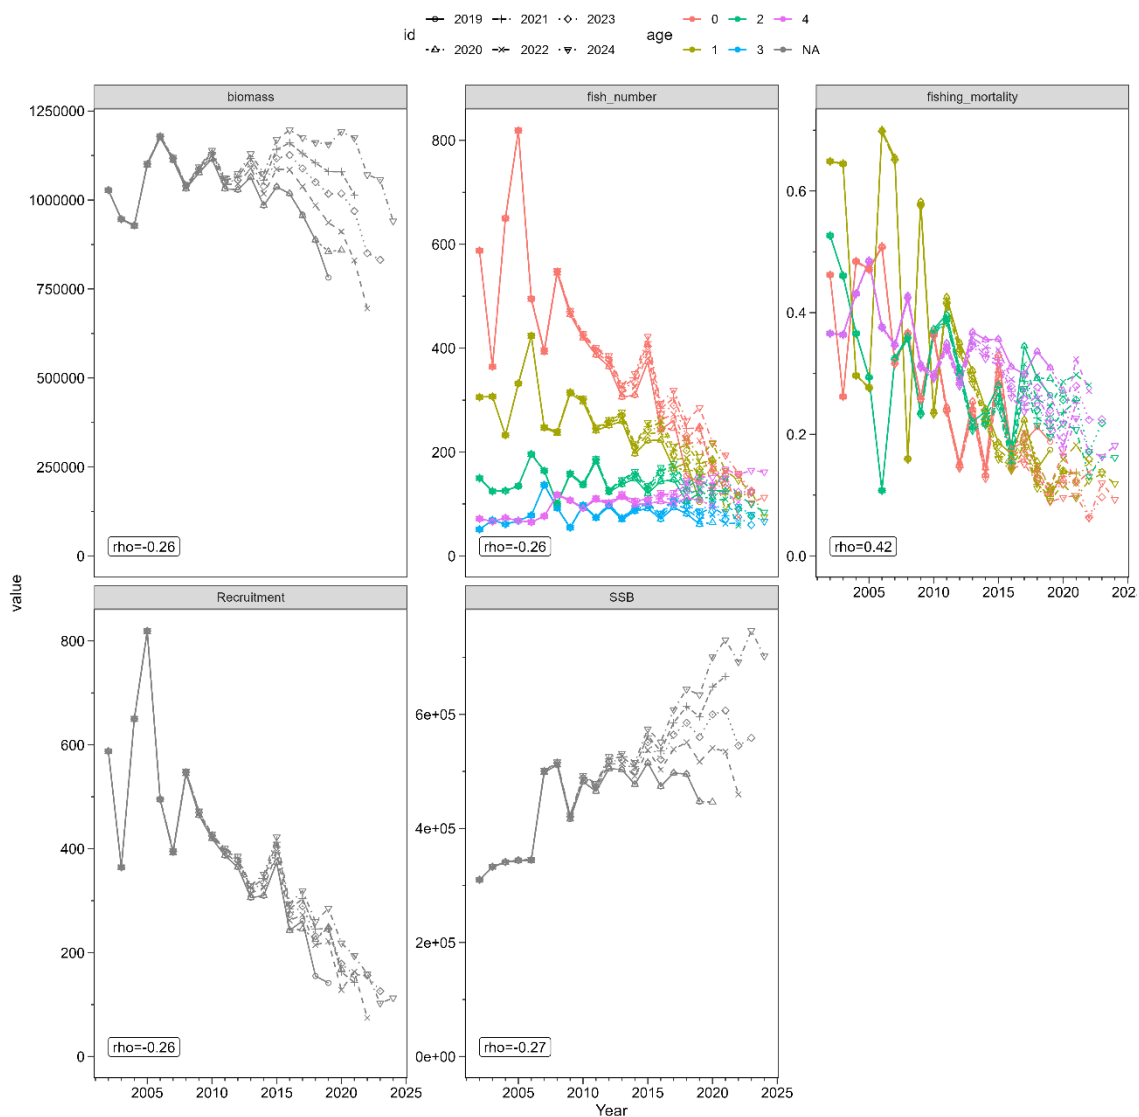 id 2019 2021 2023 age 0 2 4
2020 2022 2024 1 3 NA
biomass fish_number fishing_mortality
1250000
1000000
750000
500000
250000
0
rho=-0.26
800
600
400
200
0
rho=-0.26
0.6
0.4
0.2
0.0
rho=0.42
2005 2010 2015 2020 202
value
Recruitment SSB
800
600
400
200
0
rho=-0.26
6e+05
4e+05
2e+05
0e+00
rho=-0.27
2005 2010 2015 2020 2025 2005 2010 2015 2020 2025
Year